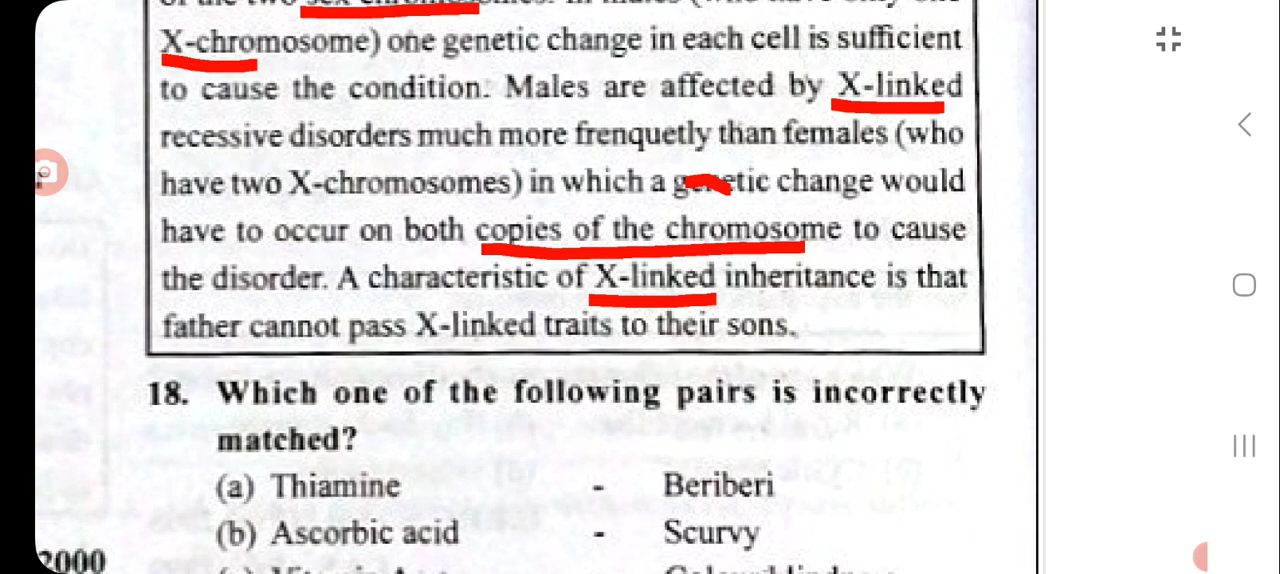 X-chromosome) one genetic change in each cell is sufficient
to cause the condition. Males are affected by X-linked
recessive disorders much more frenquetly than females (who
have two X-chromosomes) in which a genetic change would
have to occur on both copies of the chromosome to cause
the disorder. A characteristic of X-linked inheritance is that
father cannot pass X-linked traits to their sons.
18. Which one of the following pairs is incorrectly
matched?
(a) Thiamine - Beriberi
(b) Ascorbic acid - Scurvy
2000